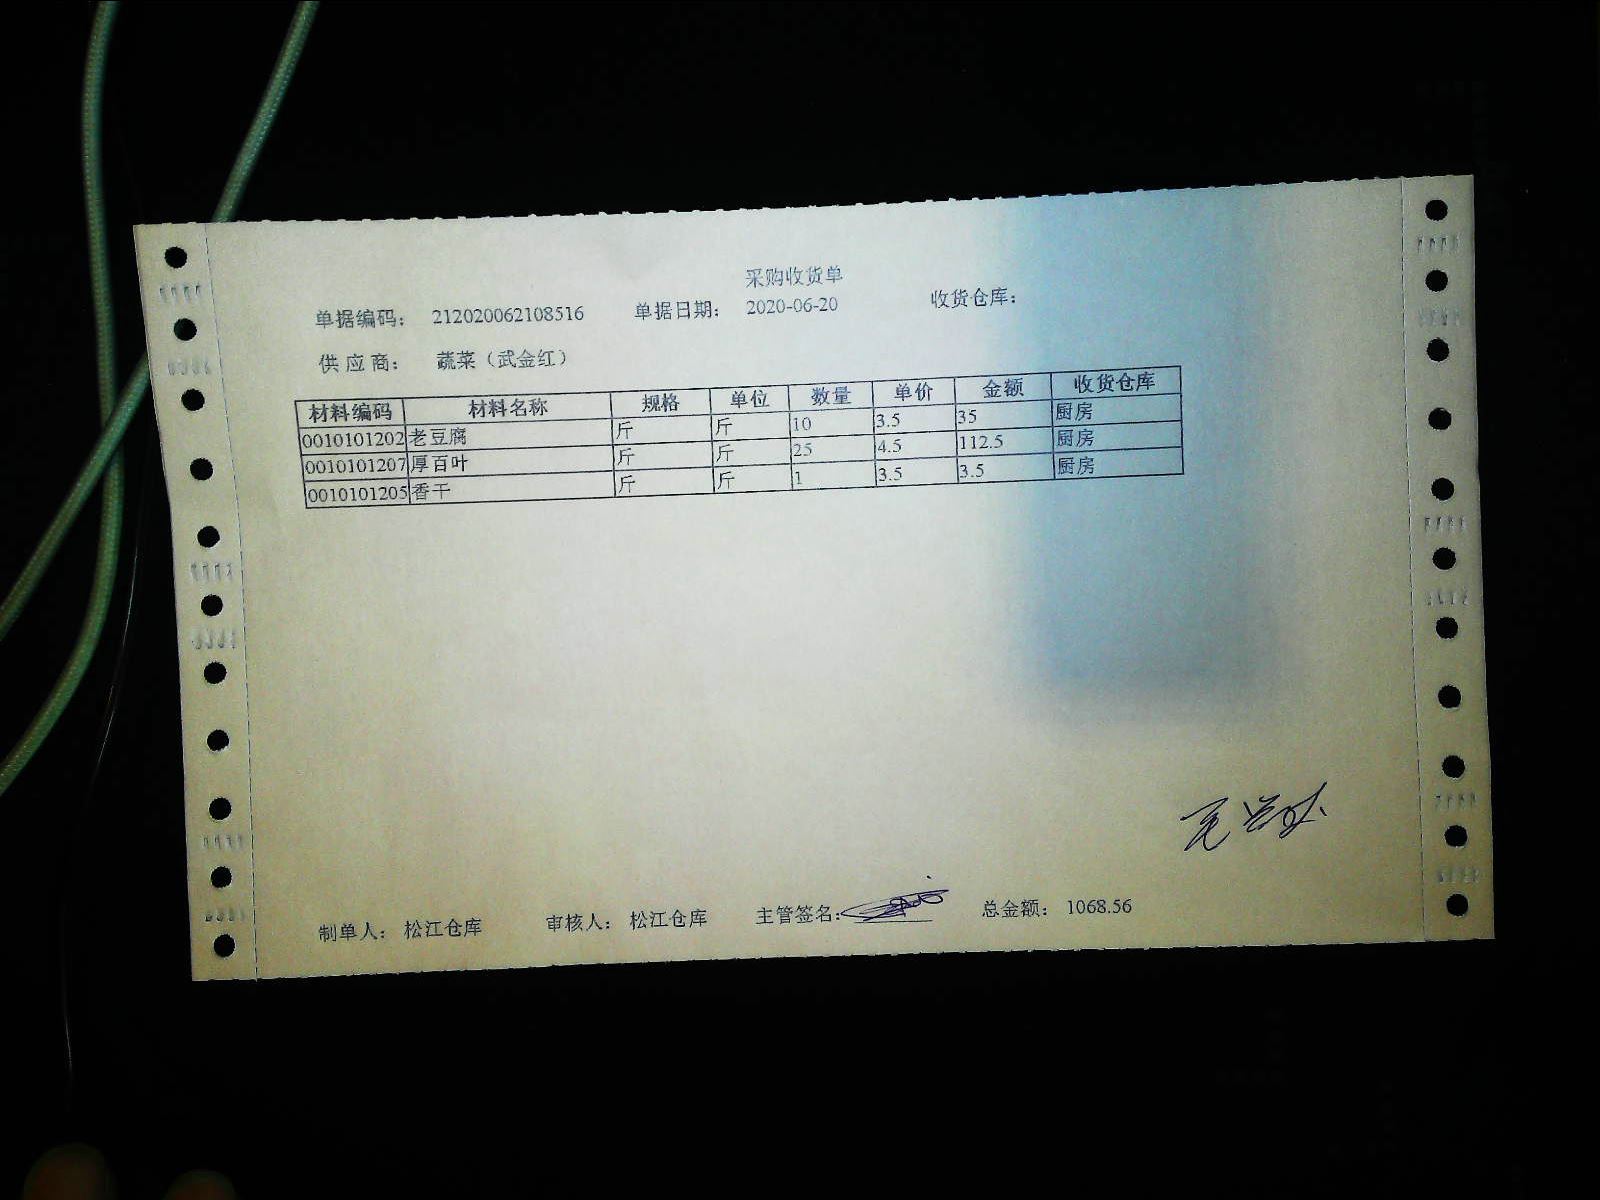 采购收货单
单据编码: 212020062108516 单据日期: 2020-06-20 收货仓库:
供应商: 蔬菜（武金红）
材料编码 材料名称 规格 单位 数量 单价 金额 收货仓库
0010101202 老豆腐 斤 斤 10 3.5 35 厨房
0010101207 厚百叶 斤 斤 25 4.5 112.5 厨房
0010101205 香干 斤 斤 1 3.5 3.5 厨房
制单人: 松江仓库 审核人: 松江仓库 主管签名: 总金额: 1068.56